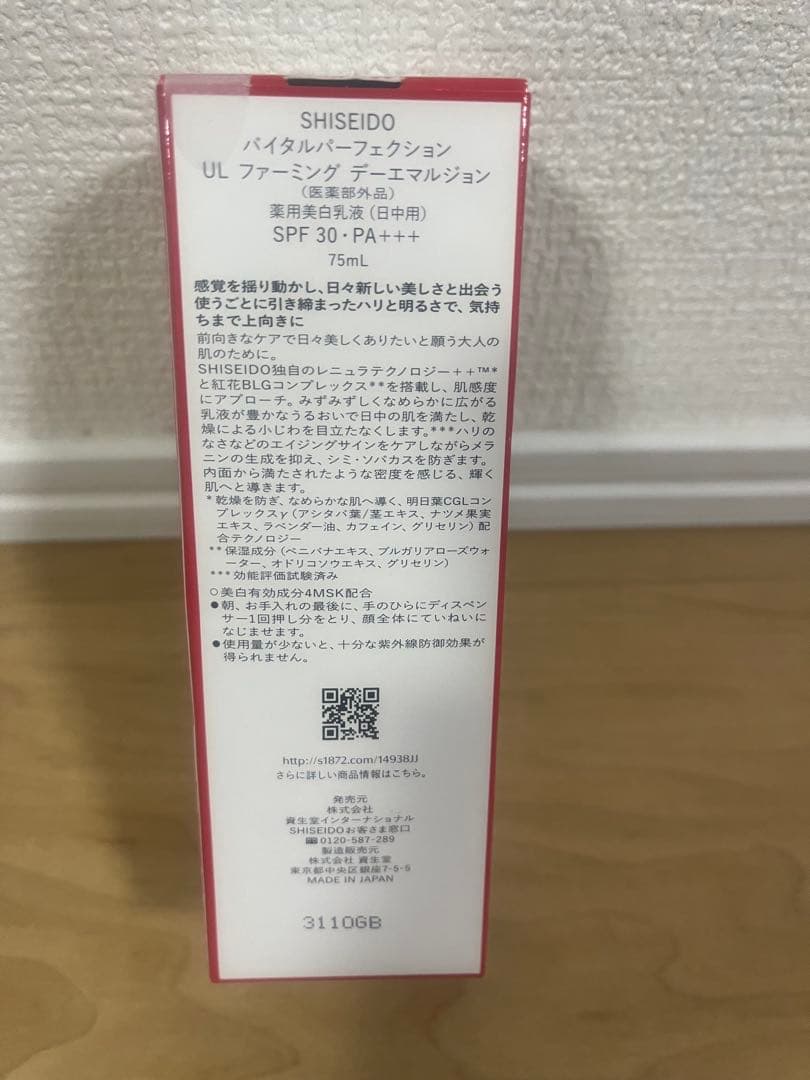 SHISEIDO
バイタルパーフェクション
UL ファーミング デーエマルジョン
（医薬部外品）
薬用美白乳液（日中用）
SPF 30・PA+++
75mL
感覚を揺り動かし、日々新しい美しさと出会う
使うごとに引き締まったハリと明るさで、気持
ちまで上向きに
前向きなケアで日々美しくありたいと願う大人の
肌のために。
SHISEIDO独自のレニュラテクノロジー++™*
と紅花BLGコンプレックス**を搭載し、肌感度
にアプローチ。みずみずしくなめらかに広がる
乳液が豊かなうるおいで日中の肌を満たし、乾
燥による小じわを目立たなくします。***ハリの
なさなどのエイジングサインをケアしながらメラ
ニンの生成を抑え、シミ・ソバカスを防ぎます。
内面から満たされたような密度を感じる、輝く
肌へと導きます。
* 乾燥を防ぎ、なめらかな肌へ導く、明日葉CGLコン
プレックスγ（アシタバ葉/茎エキス、ナツメ果実
エキス、ラベンダー油、カフェイン、グリセリン）配
合テクノロジー
** 保湿成分（ベニバナエキス、ブルガリアローズウォ
ーター、オドリコソウエキス、グリセリン）
*** 効能評価試験済み
○美白有効成分4MSK配合
●朝、お手入れの最後に、手のひらにディスペン
サー1回押し分をとり、顔全体にていねいに
なじませます。
●使用量が少ないと、十分な紫外線防御効果が
得られません。
http://s1872.com/14938JJ
さらに詳しい商品情報はこちら。
発売元
株式会社
資生堂インターナショナル
SHISEIDOお客さま窓口
0120-587-289
製造販売元
株式会社 資生堂
東京都中央区銀座7-5-5
MADE IN JAPAN
3110GB